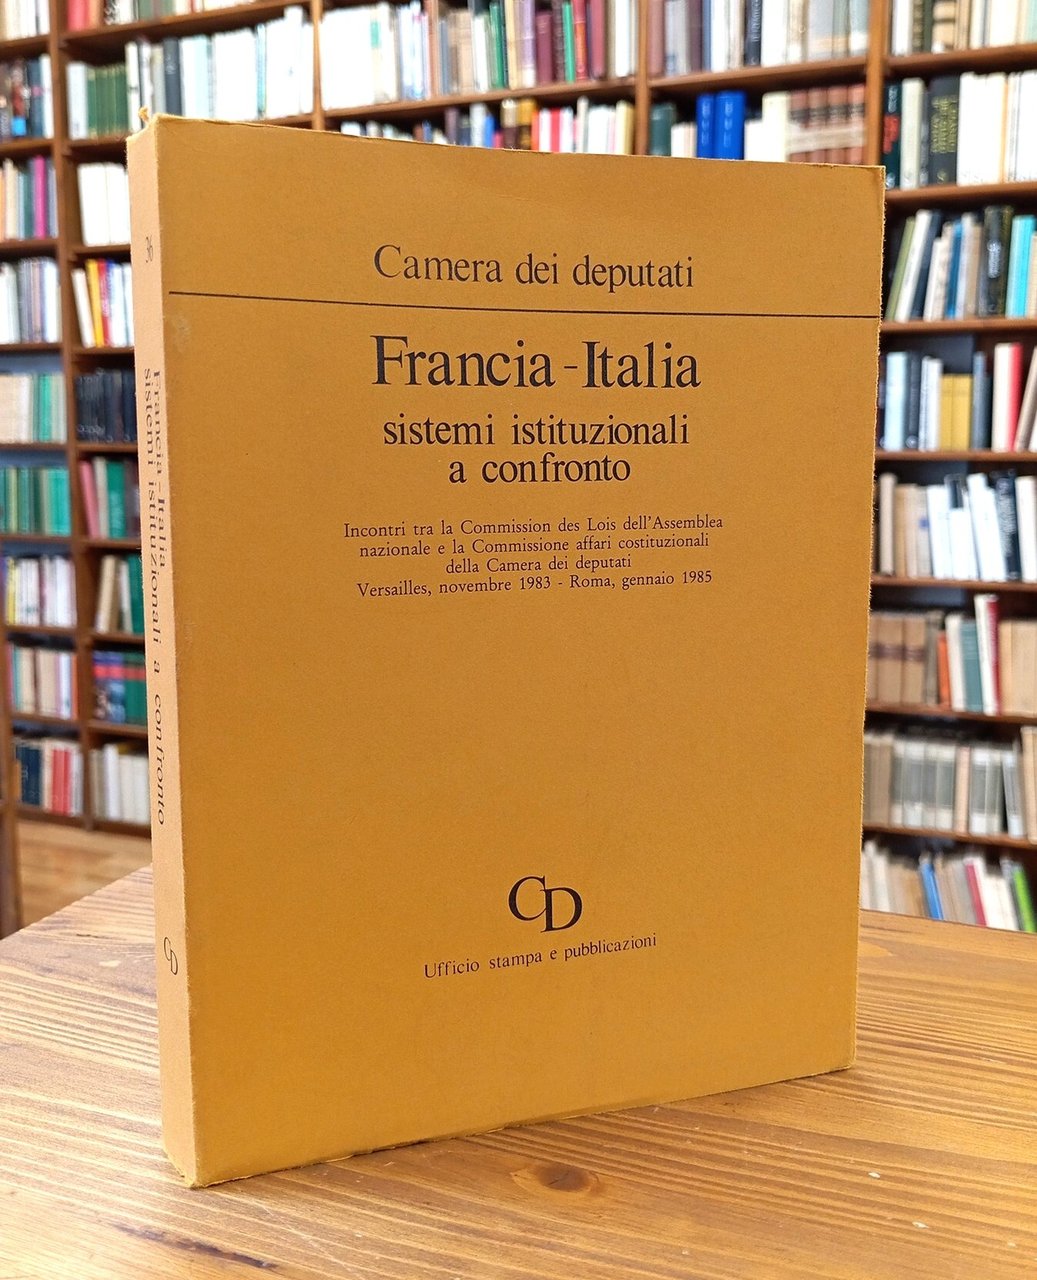 Camera dei deputati
Francia - Italia
sistemi istituzionali
a confronto
Incontri tra la Commission des Lois dell'Assemblea
nazionale e la Commissione affari costituzionali
della Camera dei deputati
Versailles, novembre 1983 - Roma, gennaio 1985
CD
Ufficio stampa e pubblicazioni
36
Francia - Italia
sistemi istituzionali a confronto
CD